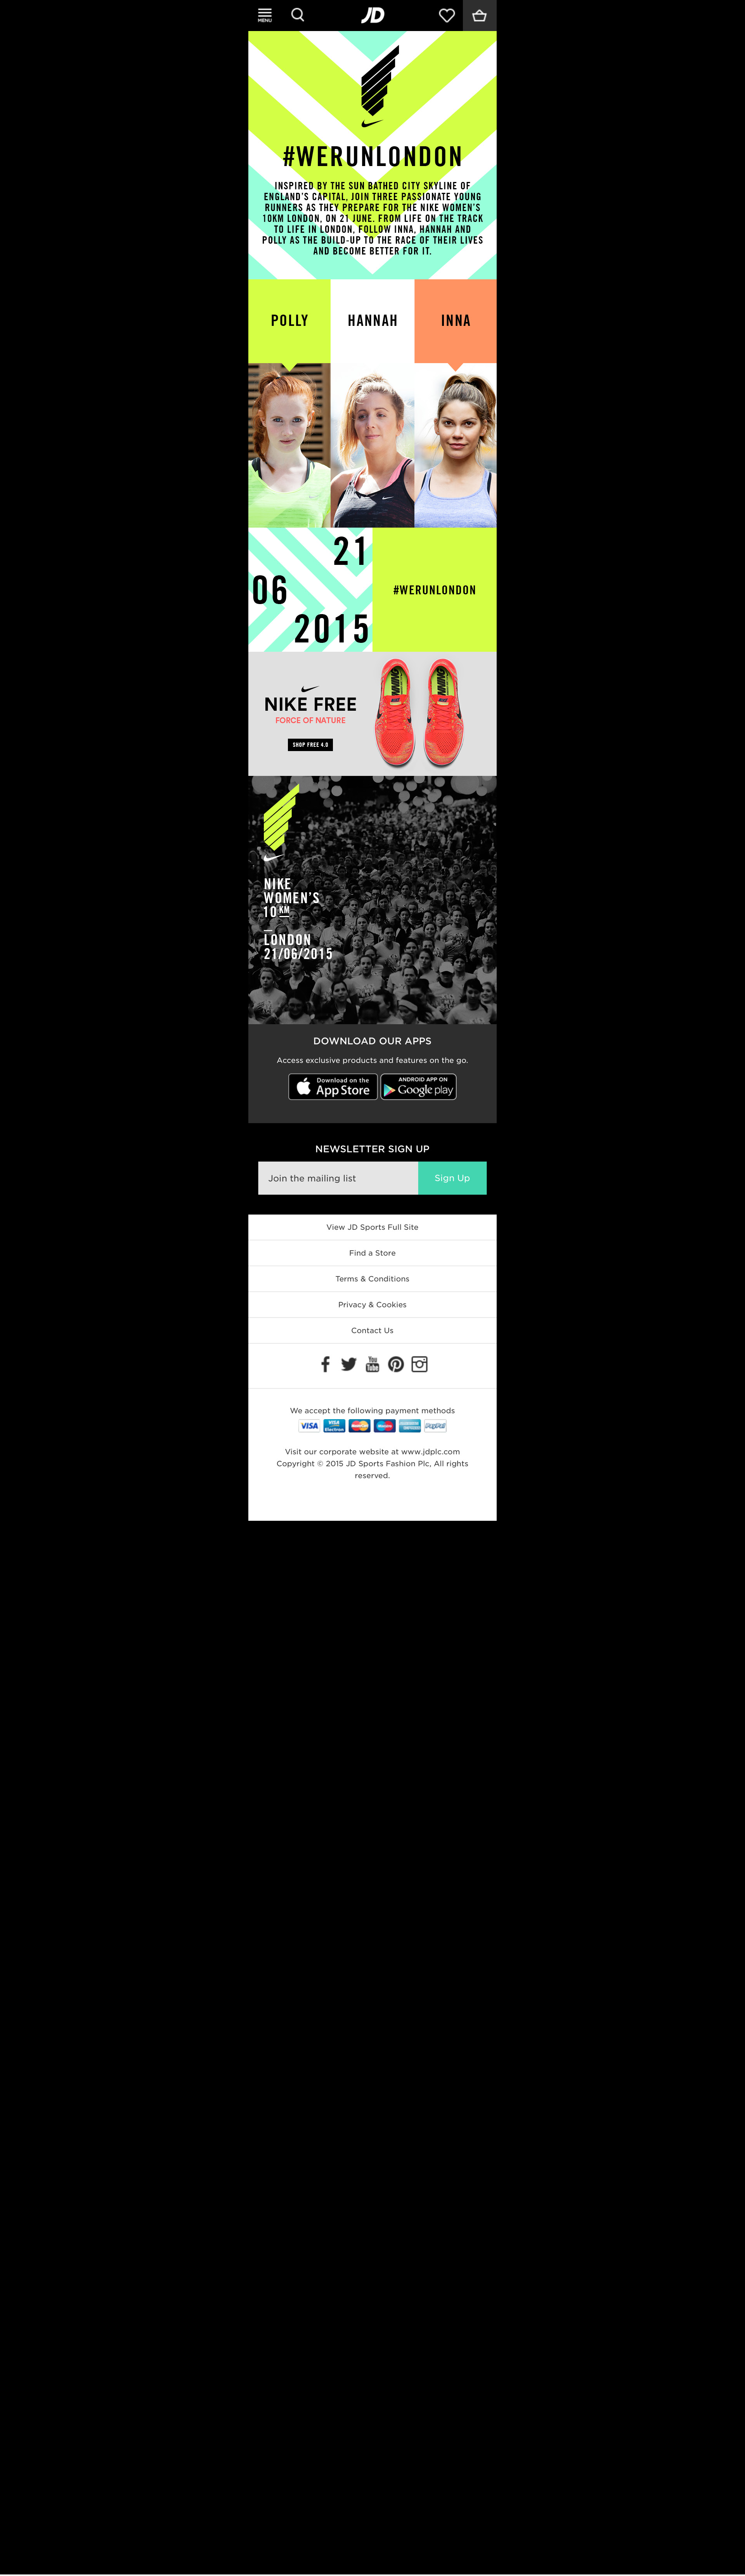 MENU
JD
#WERUNLONDON
INSPIRED BY THE SUN BATHED CITY SKYLINE OF
ENGLAND'S CAPITAL, JOIN THREE PASSIONATE YOUNG
RUNNERS AS THEY PREPARE FOR THE NIKE WOMEN'S
10KM LONDON, ON 21 JUNE. FROM LIFE ON THE TRACK
TO LIFE IN LONDON, FOLLOW INNA, HANNAH AND
POLLY AS THE BUILD-UP TO THE RACE OF THEIR LIVES
AND BECOME BETTER FOR IT.
POLLY
HANNAH
INNA
21
06
2015
#WERUNLONDON
NIKE FREE
FORCE OF NATURE
SHOP FREE 4.0
NIKE
WOMEN'S
10 KM
LONDON
21/06/2015
DOWNLOAD OUR APPS
Access exclusive products and features on the go.
Download on the
App Store
ANDROID APP ON
Google play
NEWSLETTER SIGN UP
Join the mailing list
Sign Up
View JD Sports Full Site
Find a Store
Terms & Conditions
Privacy & Cookies
Contact Us
You
Tube
We accept the following payment methods
VISA
VISA
Electron
MasterCard
Maestro
PayPal
Visit our corporate website at www.jdplc.com
Copyright © 2015 JD Sports Fashion Plc, All rights
reserved.